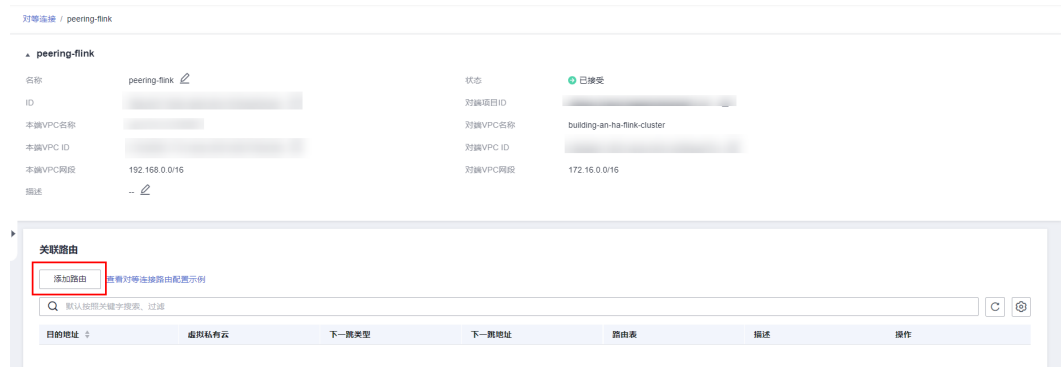 对等连接 / peering-flink
peering-flink
名称 peering-flink 状态 已接受
ID 对端项目ID
本端VPC名称 对端VPC名称 building-an-ha-flink-cluster
本端VPC ID 对端VPC ID
本端VPC网段 192.168.0.0/16 对端VPC网段 172.16.0.0/16
描述 --
关联路由
添加路由 查看对等连接路由配置示例
默认按照关键字搜索、过滤
目的地址 虚拟私有云 下一跳类型 下一跳地址 路由表 描述 操作